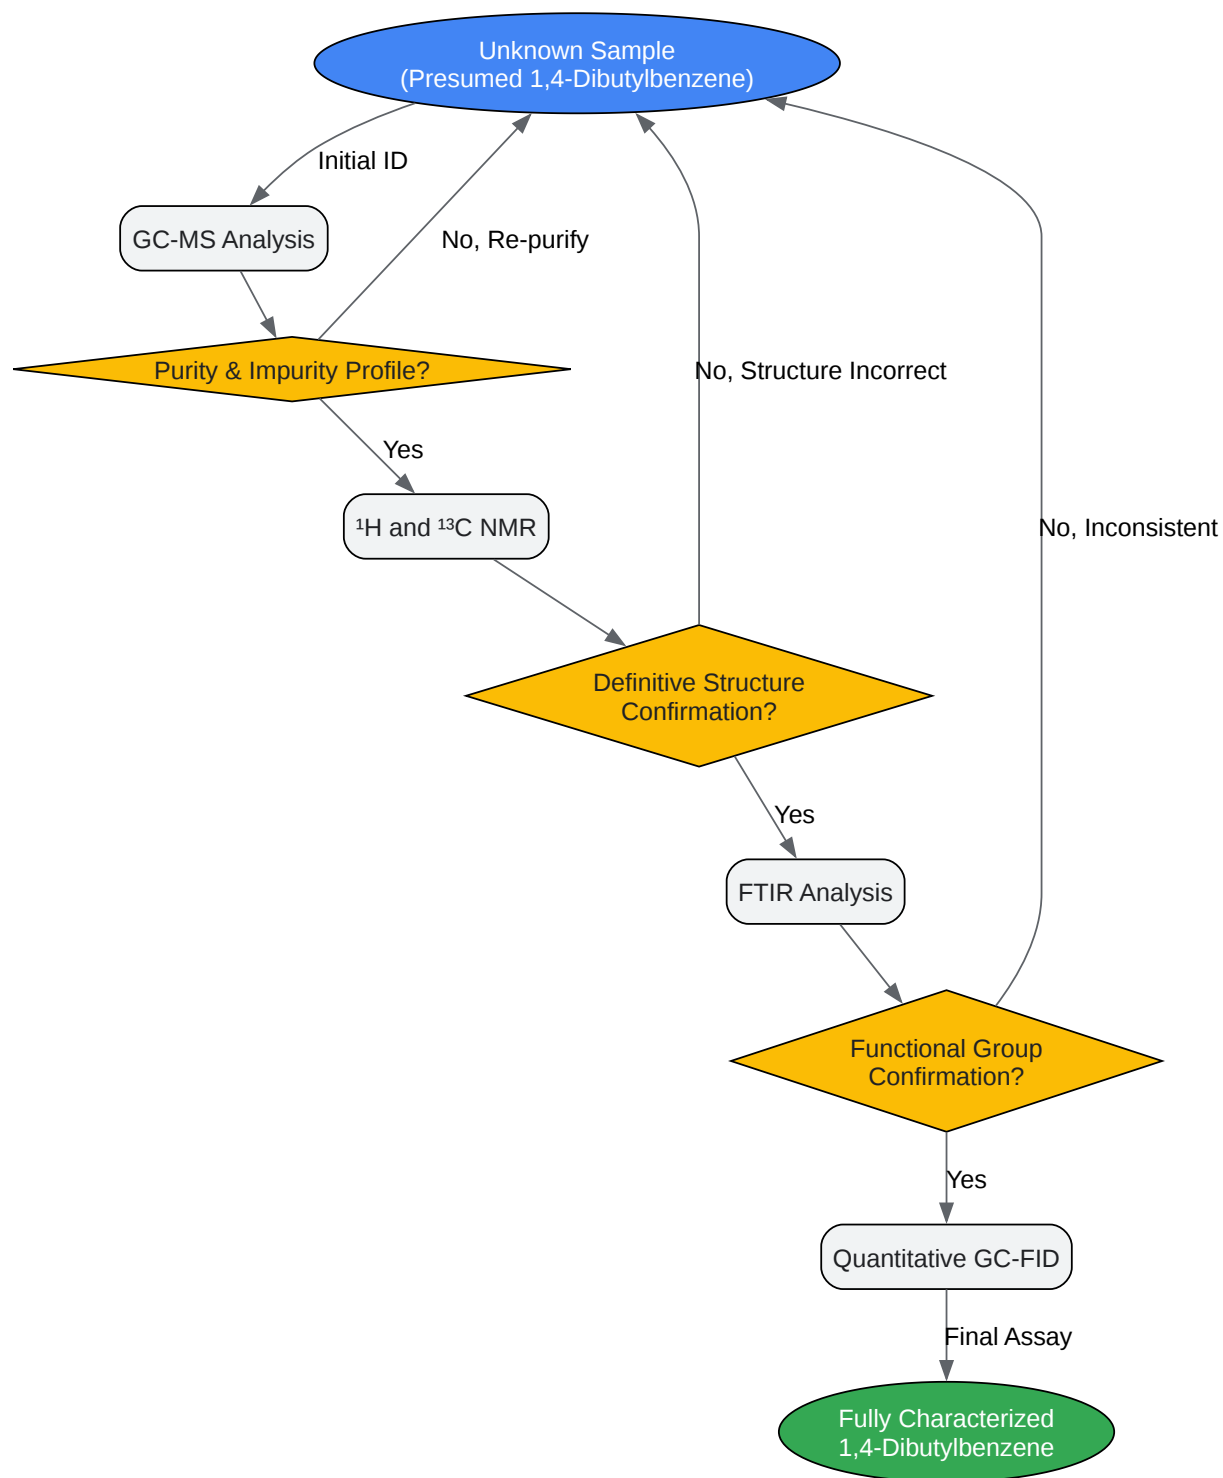 Unknown Sample
(Presumed 1,4-Dibutylbenzene)
Initial ID
GC-MS Analysis
No, Re-purify
Purity & Impurity Profile?
No, Structure Incorrect
Yes
¹H and ¹³C NMR
No, Inconsistent
Definitive Structure
Confirmation?
Yes
FTIR Analysis
Functional Group
Confirmation?
Yes
Quantitative GC-FID
Final Assay
Fully Characterized
1,4-Dibutylbenzene